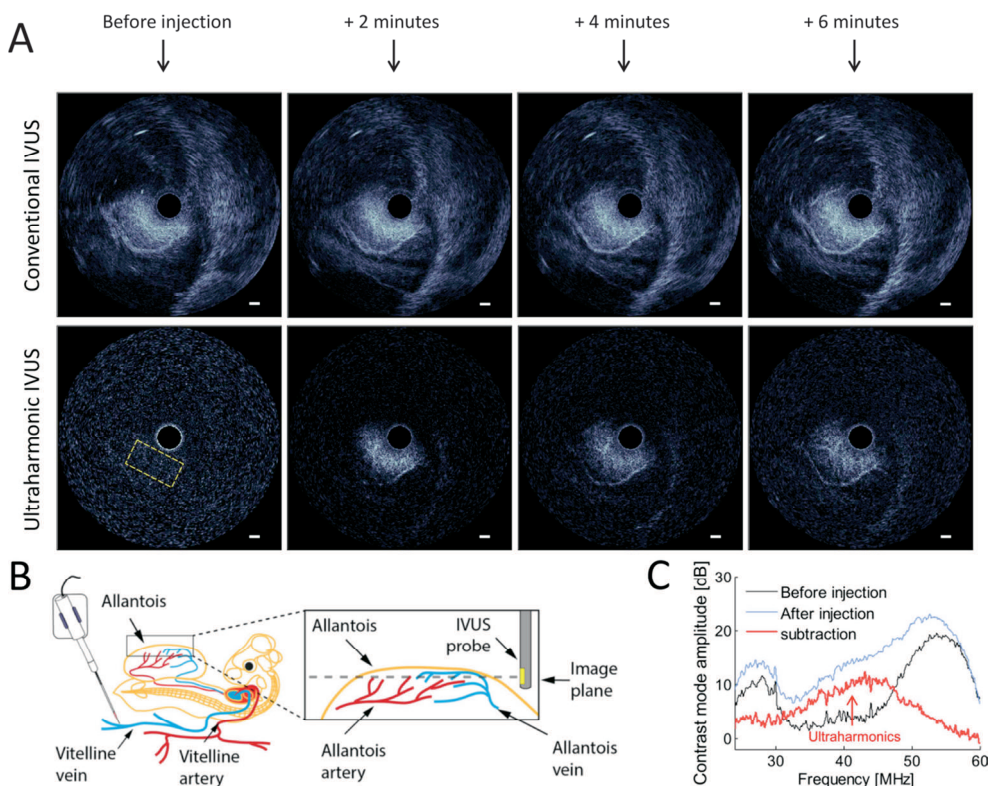 A
Before injection
+ 2 minutes
+ 4 minutes
+ 6 minutes
Conventional IVUS
Utraharmonic IVUS
B
Allantois
Vitelline
vein
Vitelline
artery
Allantois
IVUS
probe
Image
plane
Allantois
artery
Allantois
vein
C
Contrast mode amplitude [dB]
30
20
10
0
Before injection
After injection
subtraction
Ultraharmonics
30
40
50
60
Frequency [MHz]